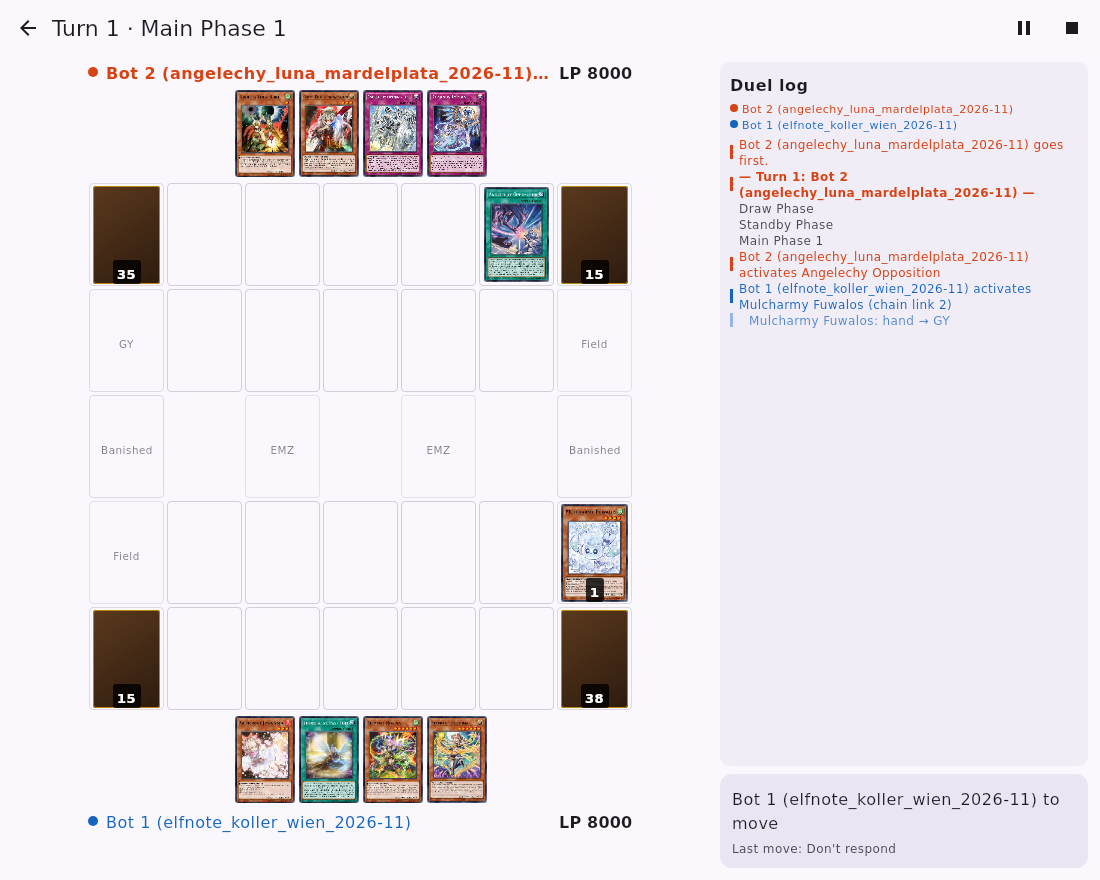 Turn 1 · Main Phase 1
Bot 2 (angelechy_luna_mardelplata_2026-11)… LP 8000
35
15
GY
Field
Banished
EMZ
EMZ
Banished
Field
1
15
38
Bot 1 (elfnote_koller_wien_2026-11) LP 8000
Duel log
Bot 2 (angelechy_luna_mardelplata_2026-11)
Bot 1 (elfnote_koller_wien_2026-11)
Bot 2 (angelechy_luna_mardelplata_2026-11) goes
first.
— Turn 1: Bot 2
(angelechy_luna_mardelplata_2026-11) —
Draw Phase
Standby Phase
Main Phase 1
Bot 2 (angelechy_luna_mardelplata_2026-11)
activates Angelechy Opposition
Bot 1 (elfnote_koller_wien_2026-11) activates
Mulcharmy Fuwalos (chain link 2)
Mulcharmy Fuwalos: hand → GY
Bot 1 (elfnote_koller_wien_2026-11) to
move
Last move: Don't respond